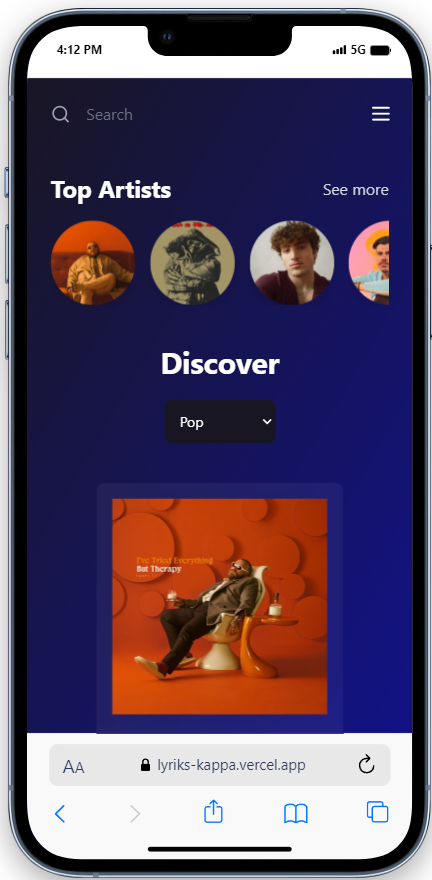 4:12 PM
5G
Search
Top Artists
See more
Discover
Pop
I've Tried Everything
But Therapy
AA
lyriks-kappa.vercel.app